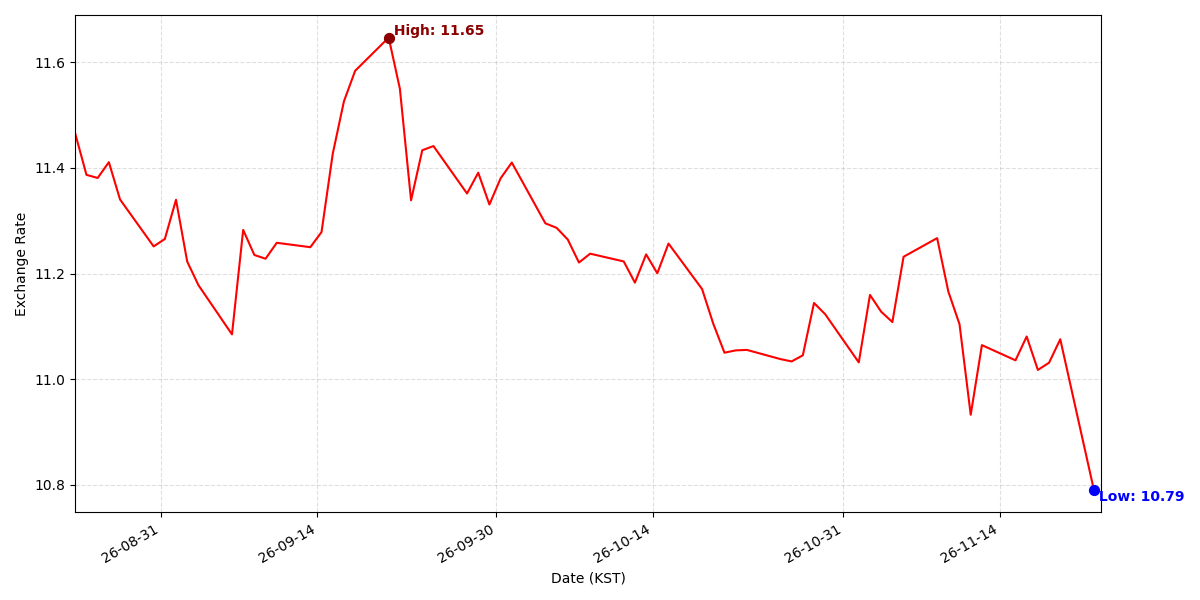 High: 11.65
11.6
11.4
11.2
11.0
10.8
Low: 10.79
Exchange Rate
26-08-31
26-09-14
26-09-30
26-10-14
26-10-31
26-11-14
Date (KST)